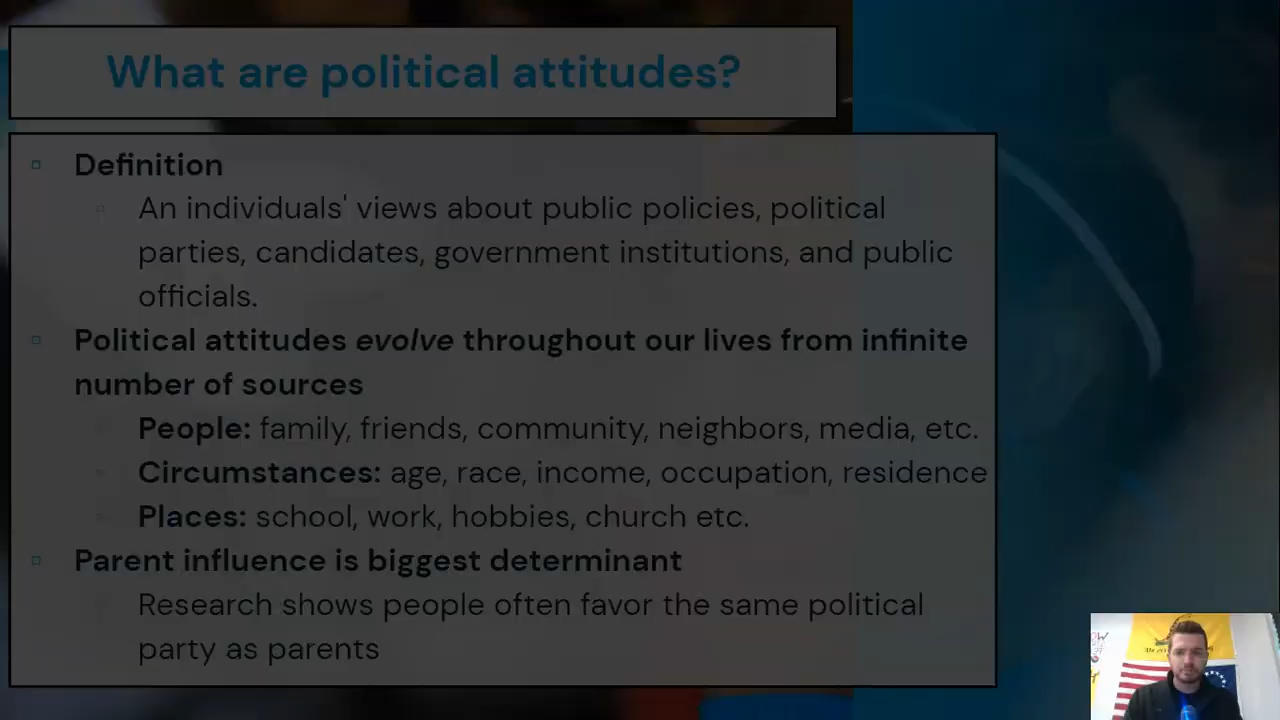 What are political attitudes?
Definition
An individuals' views about public policies, political
parties, candidates, government institutions, and public
officials.
Political attitudes evolve throughout our lives from infinite
number of sources
People: family, friends, community, neighbors, media, etc.
Circumstances: age, race, income, occupation, residence
Places: school, work, hobbies, church etc.
Parent influence is biggest determinant
Research shows people often favor the same political
party as parents